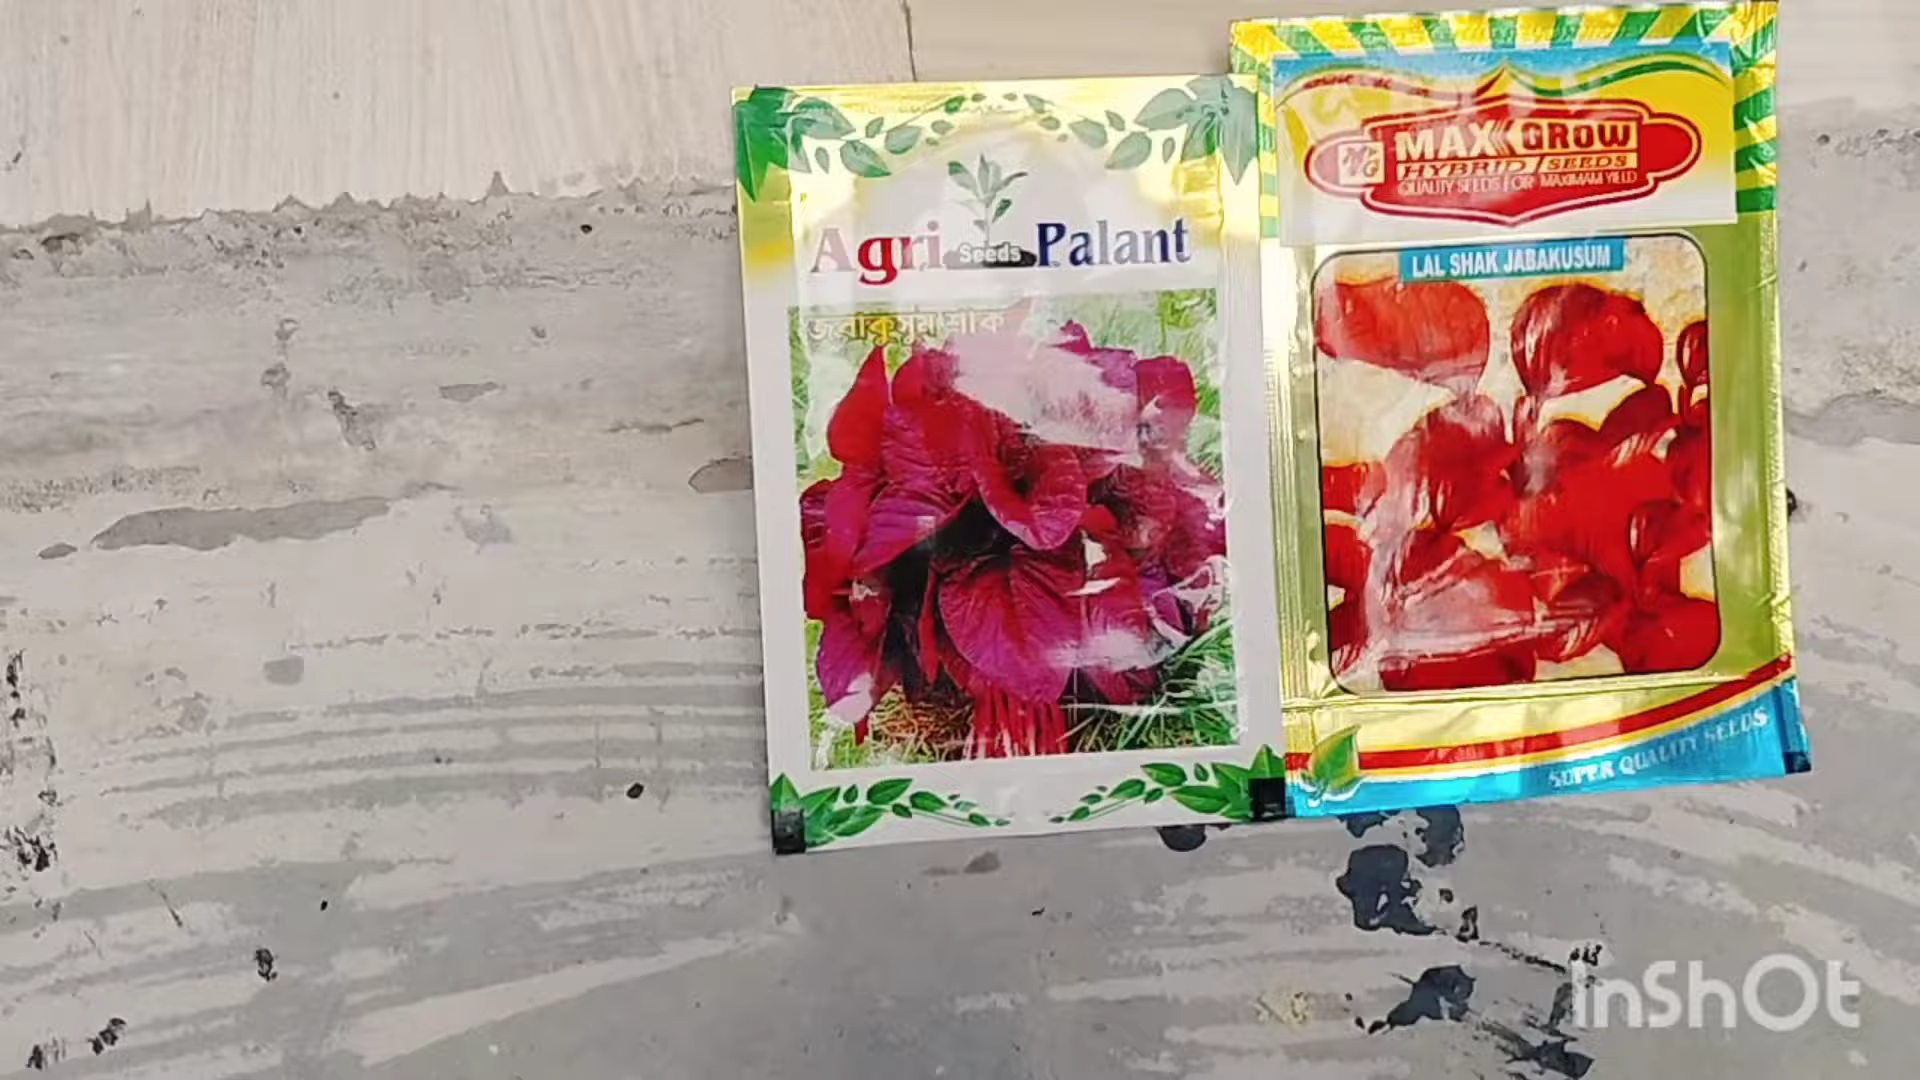 Agri Seeds Palant
জবাকুসুম শাক
MAX GROW
MG
HYBRID SEEDS
QUALITY SEEDS FOR MAXIMAM YIELD
LAL SHAK JABAKUSUM
SUPER QUALITY SEEDS
InShOt